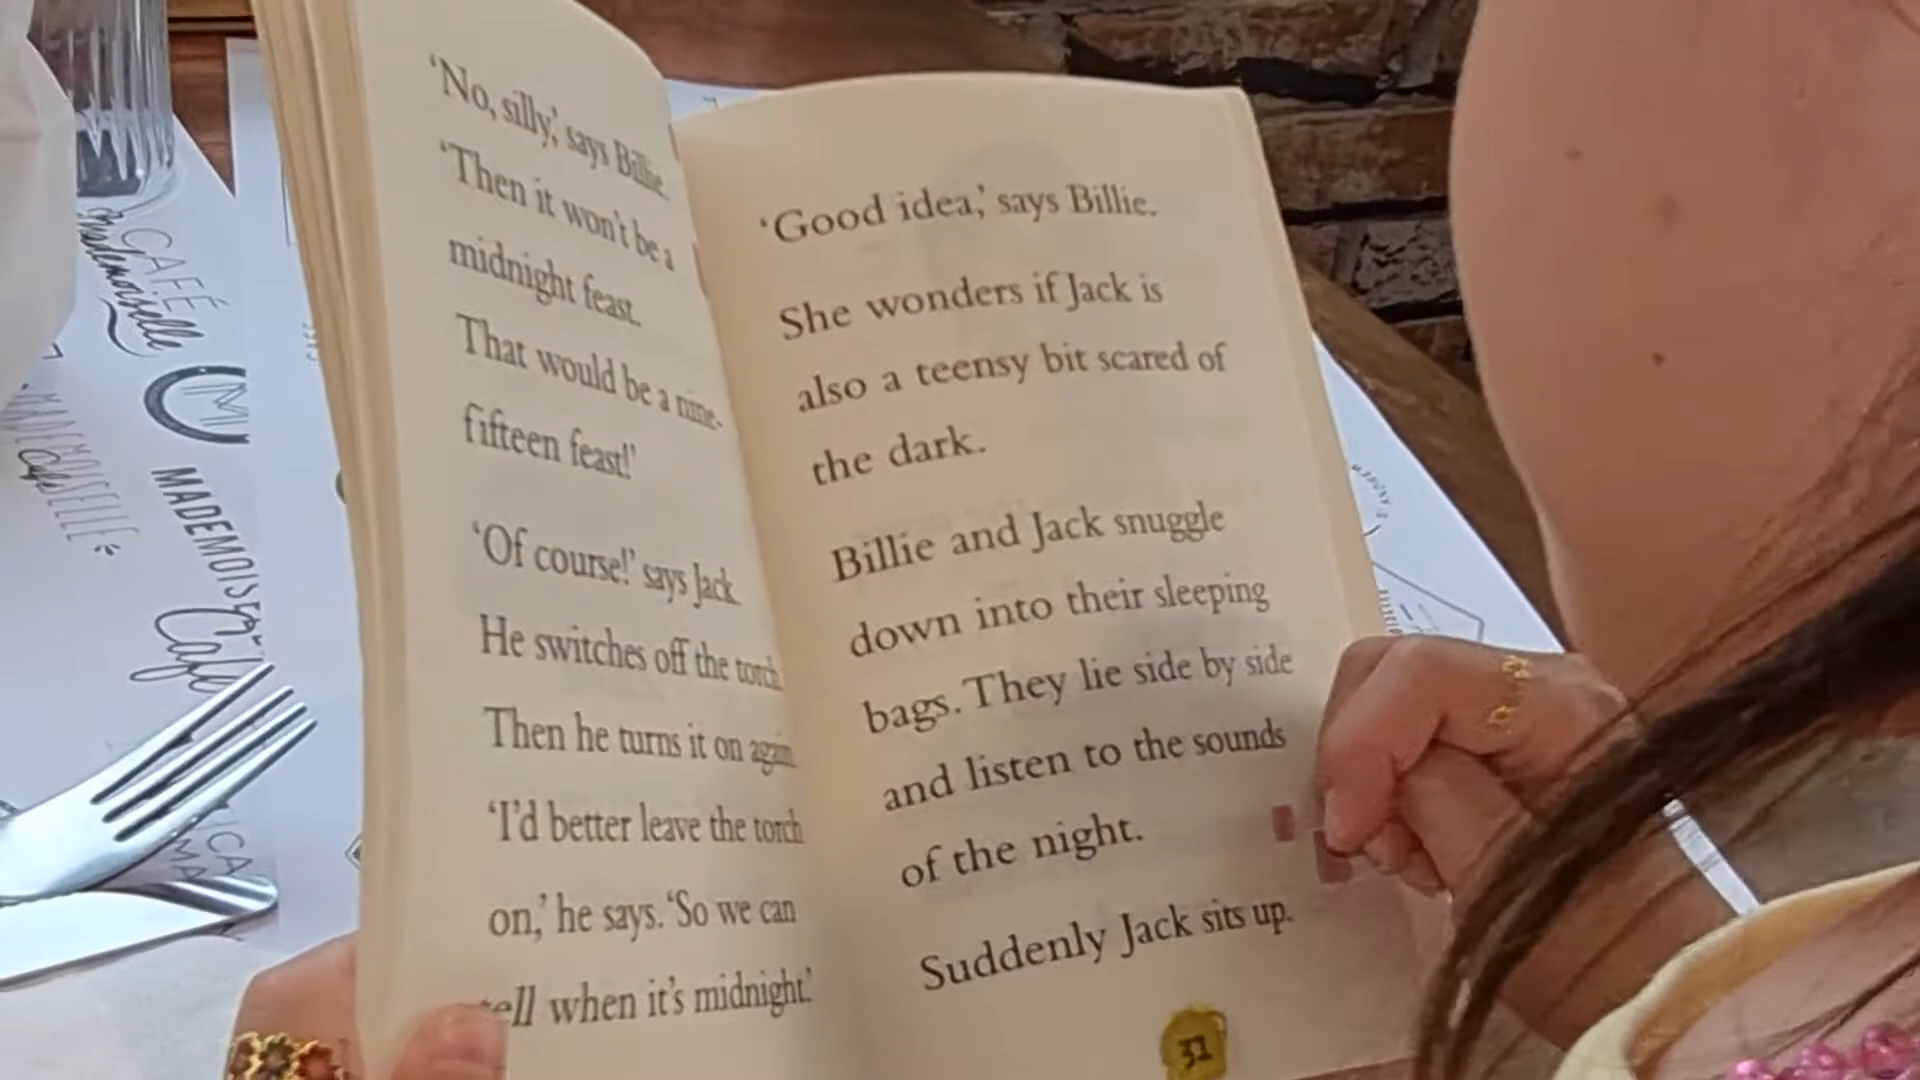 ‘No, silly,’ says Billie.
‘Then it won’t be a
midnight feast.
That would be a nine-
fifteen feast!’
‘Of course!’ says Jack.
He switches off the torch.
Then he turns it on again.
‘I’d better leave the torch
on,’ he says. ‘So we can
tell when it’s midnight.’
‘Good idea,’ says Billie.
She wonders if Jack is
also a teensy bit scared of
the dark.
Billie and Jack snuggle
down into their sleeping
bags. They lie side by side
and listen to the sounds
of the night.
Suddenly Jack sits up.
31
CAFÉ
Mademoiselle
CM
MADEMOISELLE
Café
MADEMOISELLE
Café